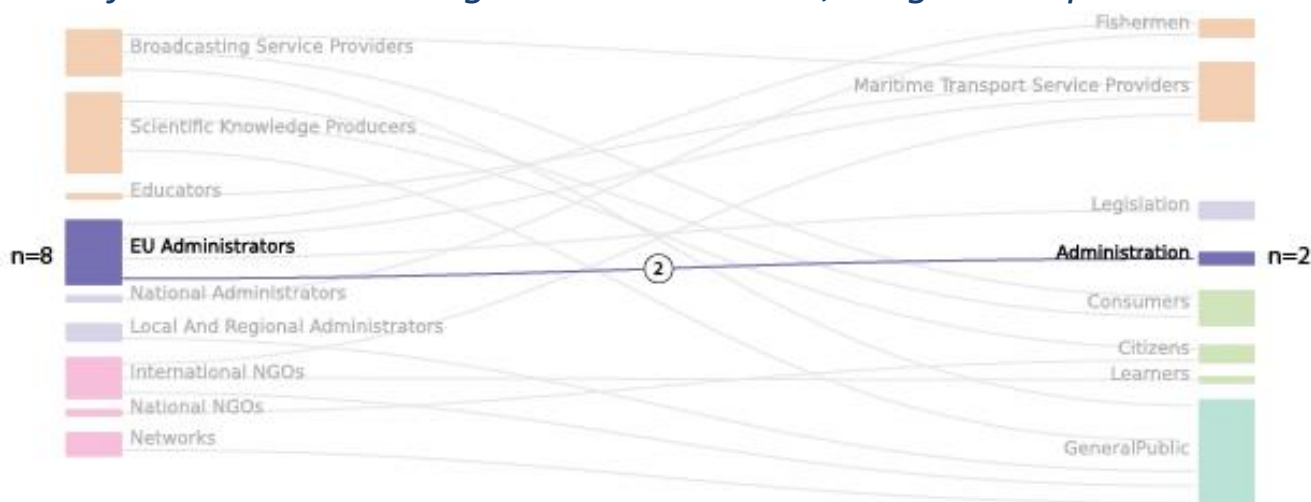 Broadcasting Service Providers
Scientific Knowledge Producers
Educators
n=8
EU Administrators
National Administrators
Local And Regional Administrators
International NGOs
National NGOs
Networks
2
Fishermen
Maritime Transport Service Providers
Legislation
Administration
n=2
Consumers
Citizens
Learners
GeneralPublic